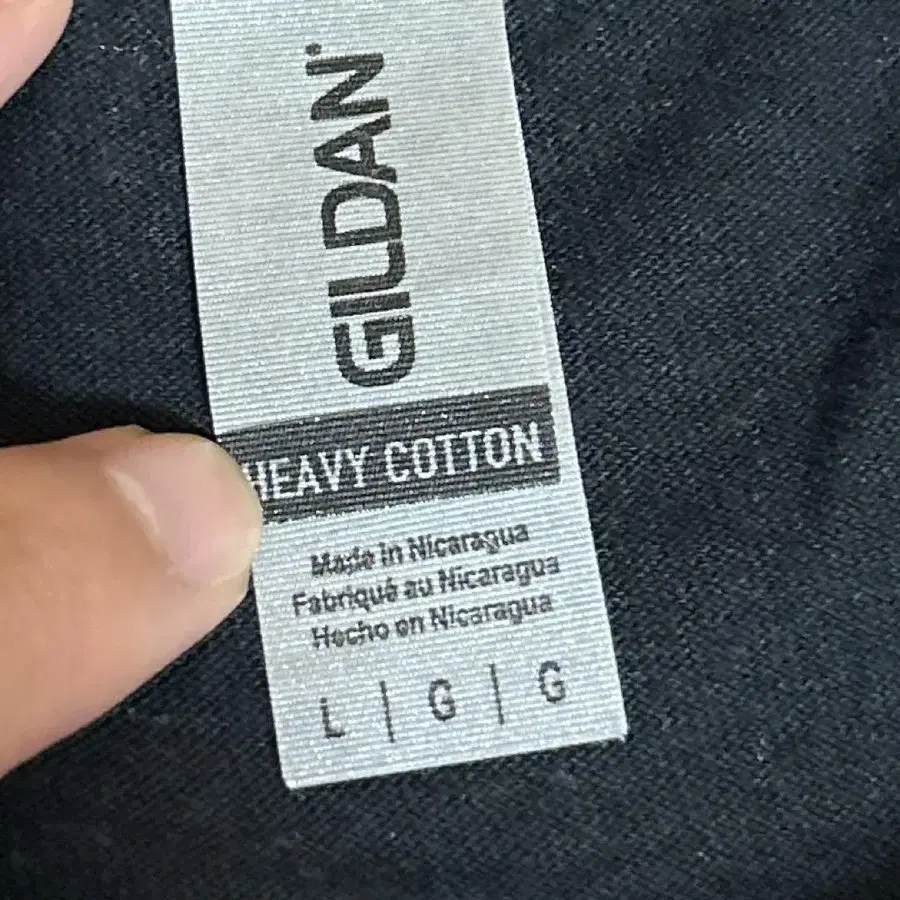 GILDAN
HEAVY COTTON
Made in Nicaragua
Fabriqué au Nicaragua
Hecho en Nicaragua
L | G | G